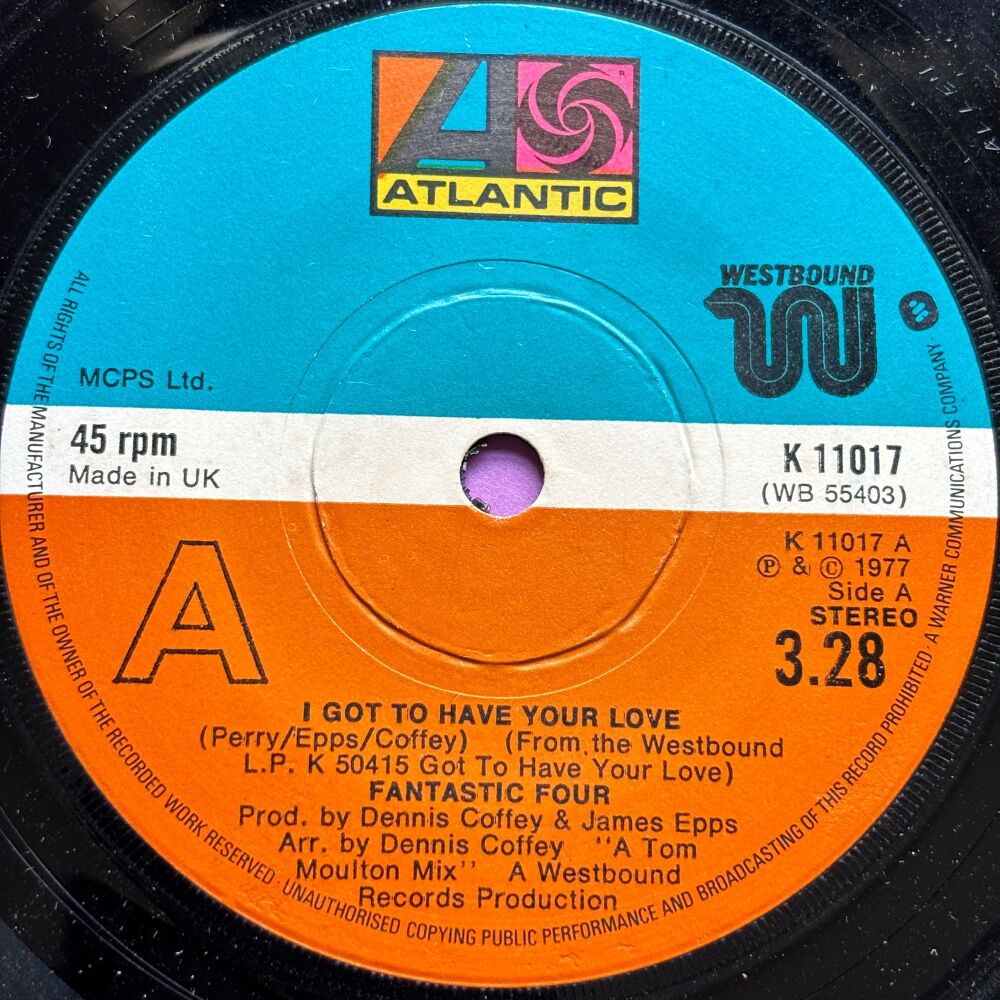 ATLANTIC
R
WESTBOUND
W
MCPS Ltd.
45 rpm
Made in UK
K 11017
(WB 55403)
K 11017 A
Ⓟ & © 1977
Side A
STEREO
3.28
A
I GOT TO HAVE YOUR LOVE
(Perry/Epps/Coffey) (From the Westbound
L.P. K 50415 Got To Have Your Love)
FANTASTIC FOUR
Prod. by Dennis Coffey & James Epps
Arr. by Dennis Coffey "A Tom
Moulton Mix" A Westbound
Records Production
ALL RIGHTS OF THE MANUFACTURER AND OF THE OWNER OF THE RECORDED WORK RESERVED · UNAUTHORISED COPYING PUBLIC PERFORMANCE AND BROADCASTING OF THIS RECORD PROHIBITED · A WARNER COMMUNICATIONS COMPANY